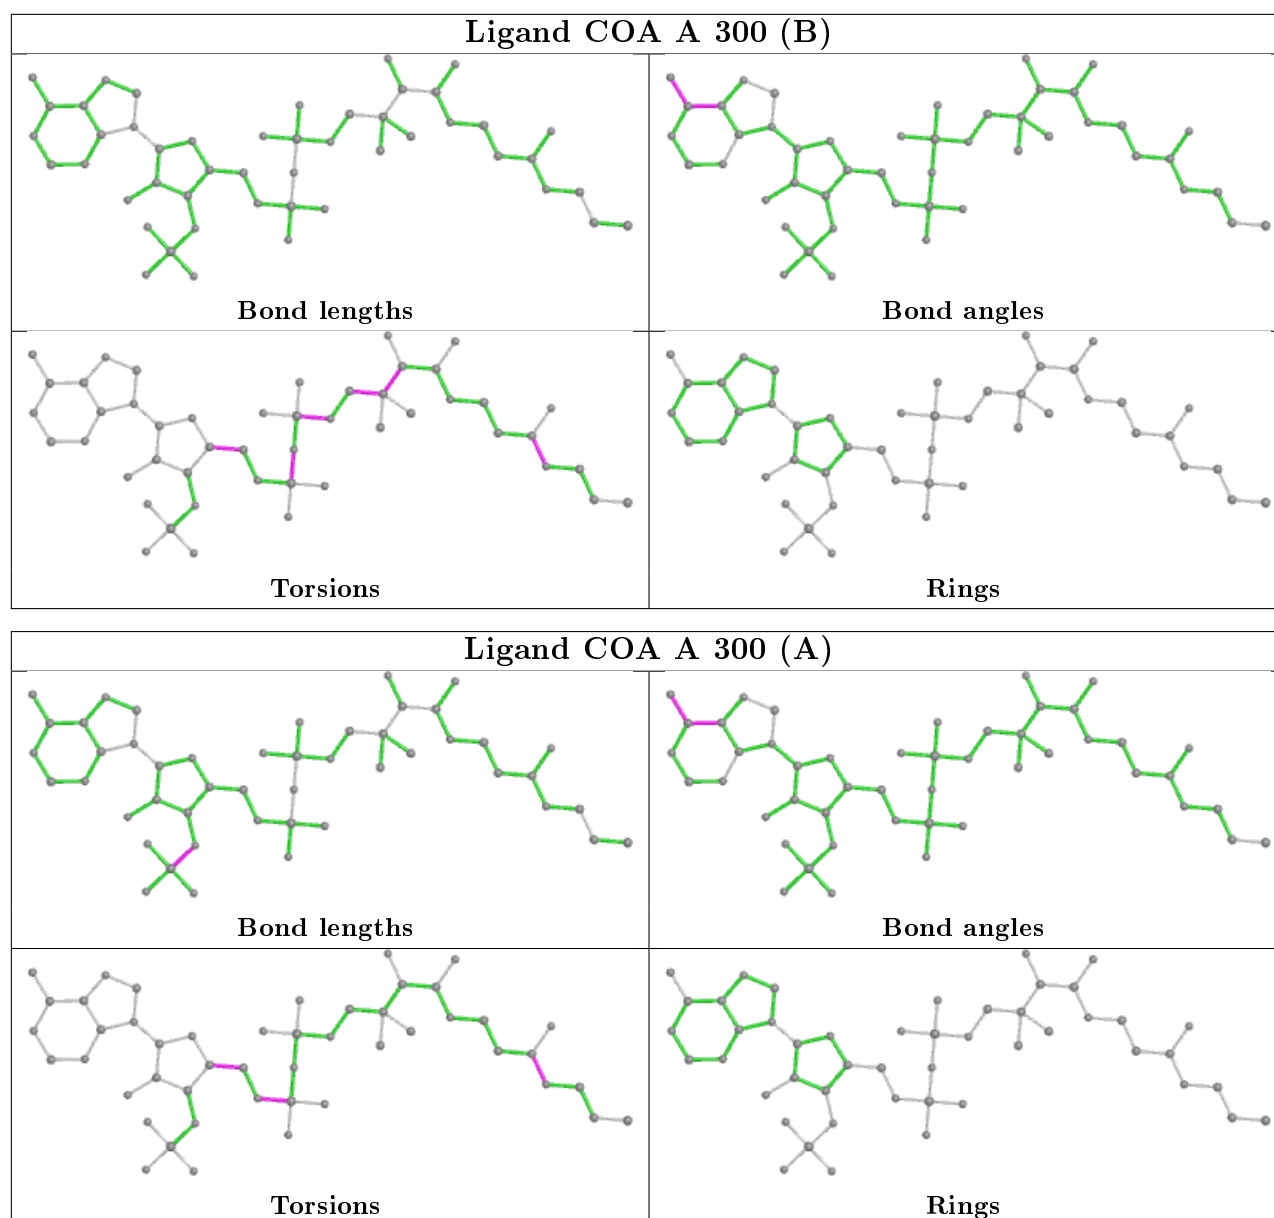 Ligand COA A 300 (B)
Bond lengths
Bond angles
Torsions
Rings
Ligand COA A 300 (A)
Bond lengths
Bond angles
Torsions
Rings